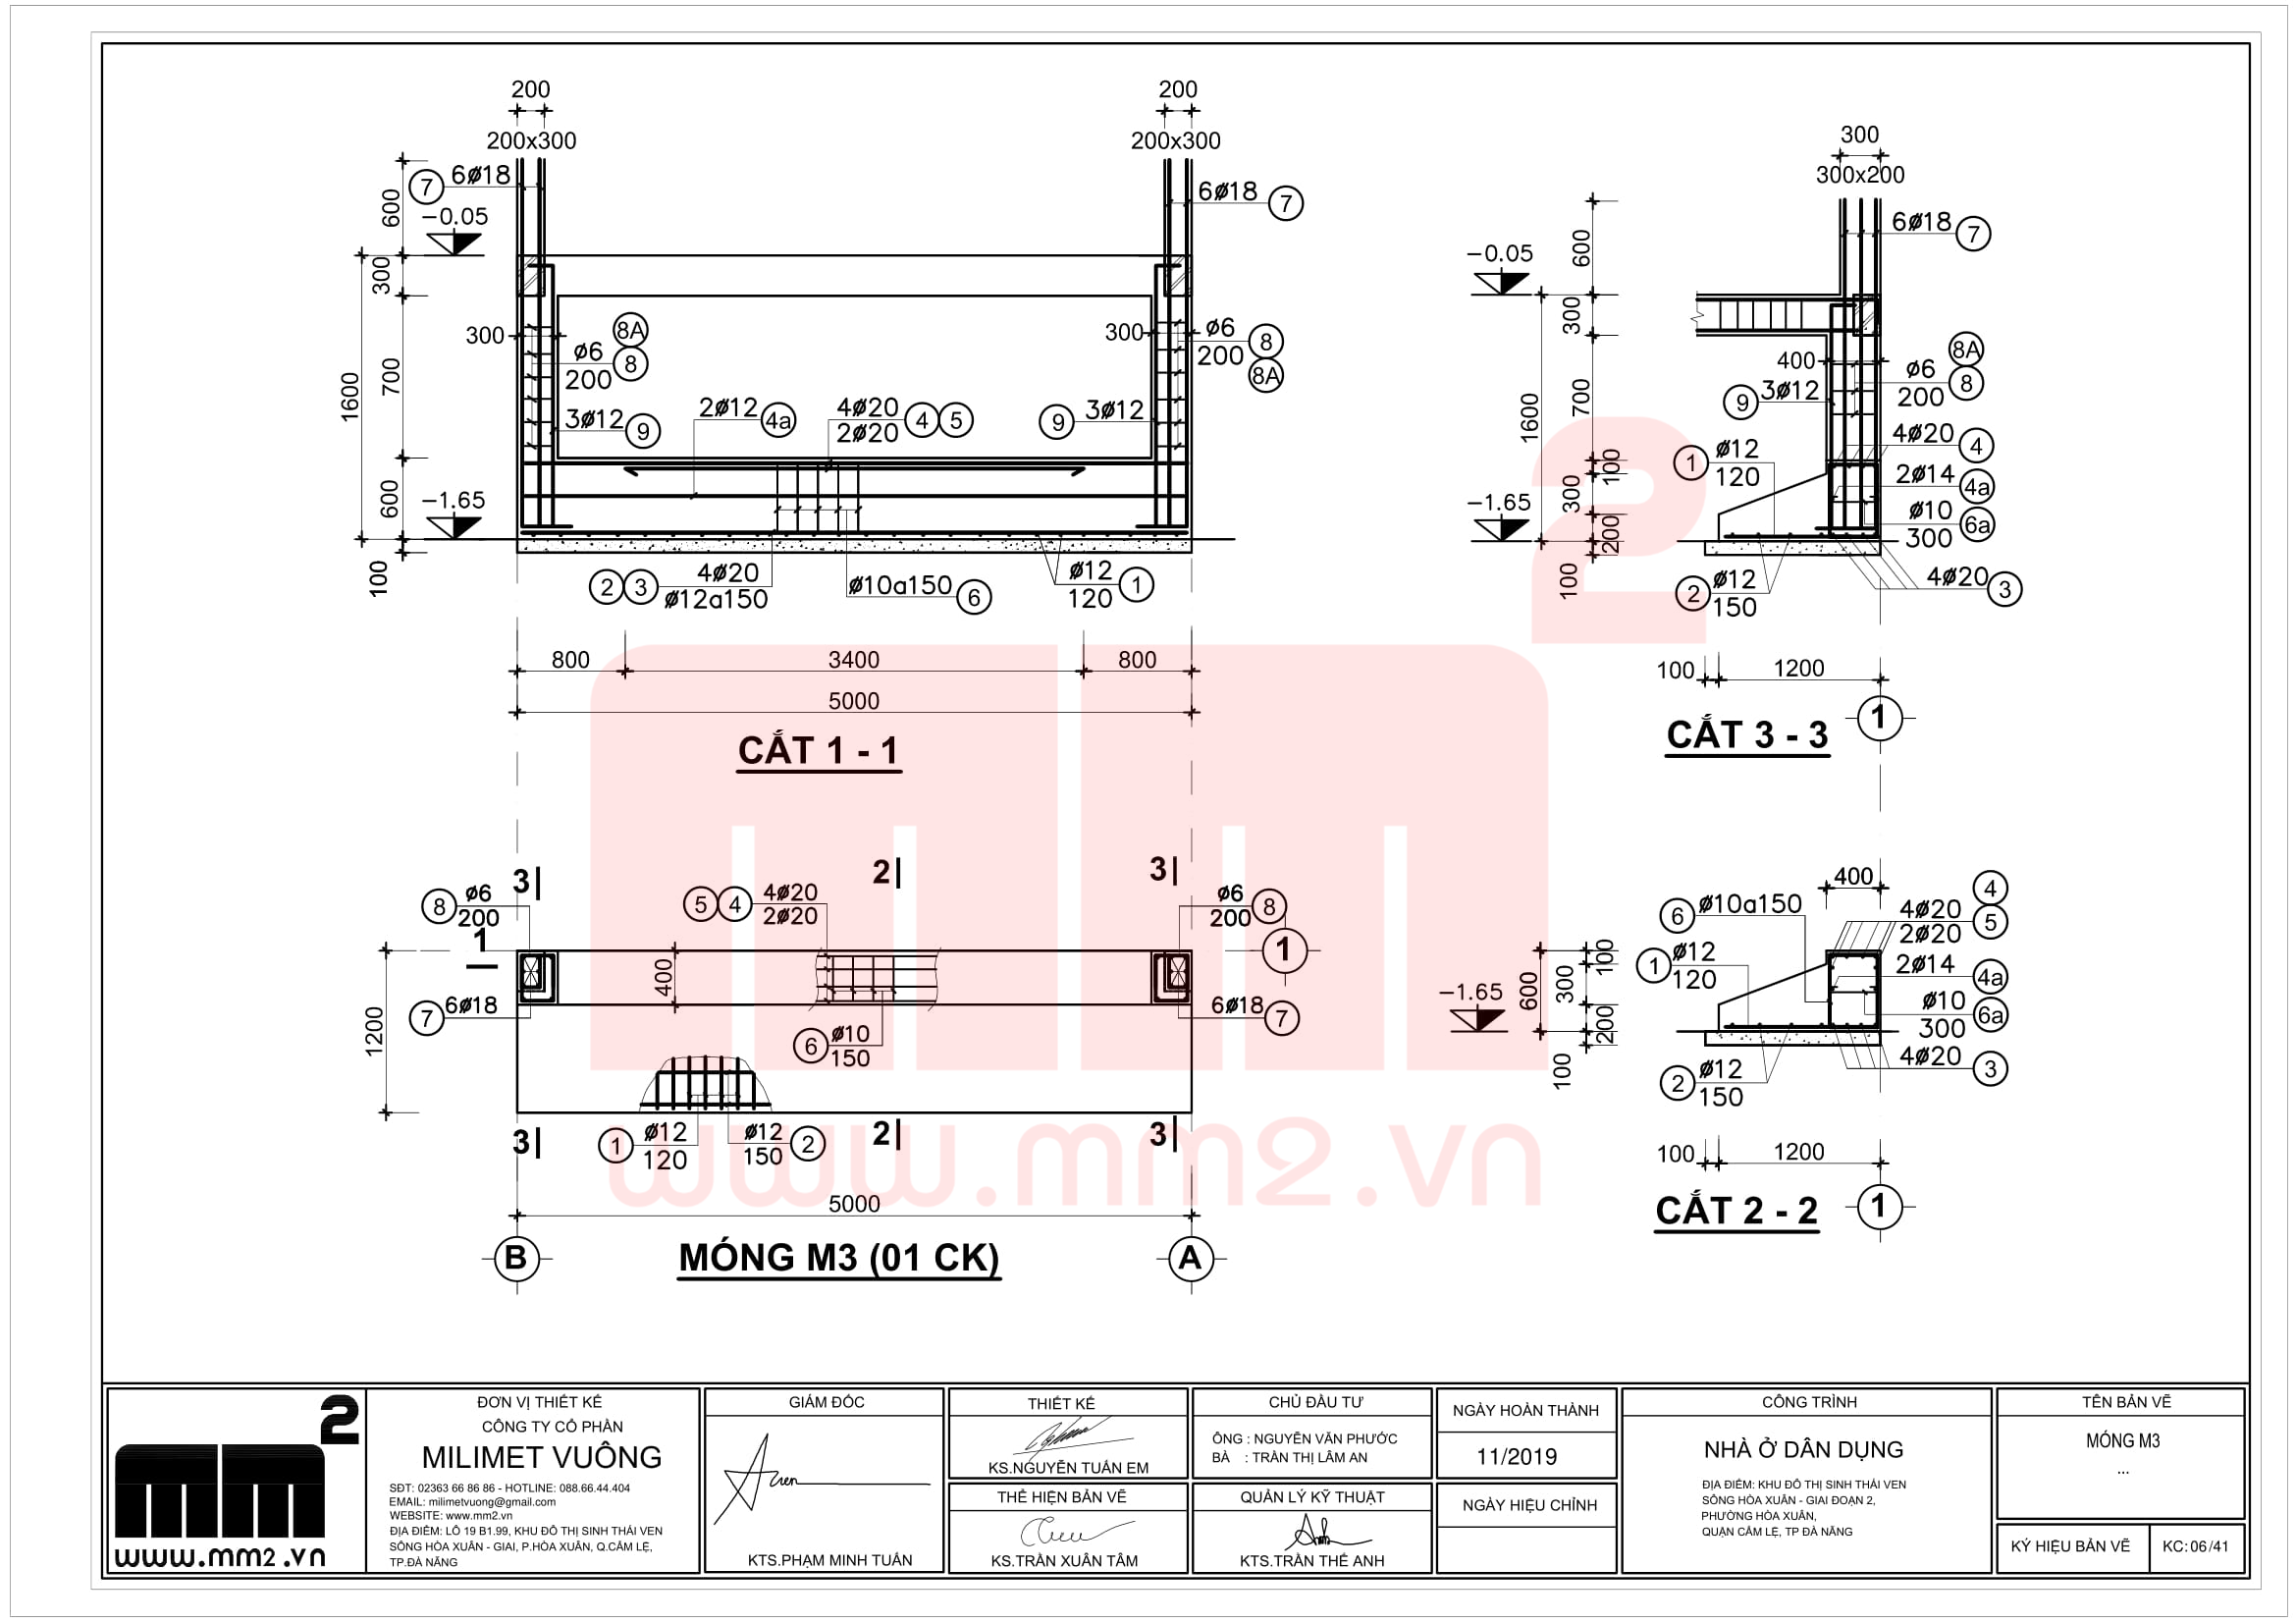 200
200x300
6ø18
7
600
−0.05
300
300
8A
ø6
8
200
700
1600
3ø12
9
2ø12
4a
4ø20
4
5
2ø20
600
−1.65
100
2
3
4ø20
ø12a150
ø10a150
6
ø12
1
120
200
200x300
6ø18
7
300
ø6
8
200
8A
9
3ø12
800
3400
800
5000
CẮT 1 - 1
300
300x200
6ø18
7
−0.05
600
300
400
8A
ø6
8
200
9
3ø12
700
1600
4ø20
4
1
ø12
120
100
2ø14
4a
300
−1.65
ø10
6a
300
200
100
2
ø12
150
4ø20
3
100
1200
1
CẮT 3 - 3
3
2
3
8
ø6
200
5
4
4ø20
2ø20
ø6
8
200
1
1
400
1200
7
6ø18
6
ø10
150
6ø18
7
1
ø12
120
ø12
2
150
3
2
3
5000
B
A
MÓNG M3 (01 CK)
400
6
ø10a150
4ø20
4
5
2ø20
1
ø12
120
2ø14
4a
100
300
600
200
−1.65
ø10
6a
300
100
2
ø12
150
4ø20
3
100
1200
1
CẮT 2 - 2
2
mm
www.mm2.vn
mm2
www.mm2.vn
ĐƠN VỊ THIẾT KẾ
CÔNG TY CỔ PHẦN
MILIMET VUÔNG
SĐT: 02363 66 86 86 - HOTLINE: 088.66.44.404
EMAIL: milimetvuong@gmail.com
WEBSITE: www.mm2.vn
ĐỊA ĐIỂM: LÔ 19 B1.99, KHU ĐÔ THỊ SINH THÁI VEN
SÔNG HÒA XUÂN - GIAI, P.HÒA XUÂN, Q.CẨM LỆ,
TP.ĐÀ NẴNG
GIÁM ĐỐC
KTS.PHẠM MINH TUẤN
THIẾT KẾ
KS.NGUYỄN TUẤN EM
THỂ HIỆN BẢN VẼ
KS.TRẦN XUÂN TÂM
CHỦ ĐẦU TƯ
ÔNG : NGUYỄN VĂN PHƯỚC
BÀ : TRẦN THỊ LÂM AN
QUẢN LÝ KỸ THUẬT
KTS.TRẦN THẾ ANH
NGÀY HOÀN THÀNH
11/2019
NGÀY HIỆU CHỈNH
CÔNG TRÌNH
NHÀ Ở DÂN DỤNG
ĐỊA ĐIỂM: KHU ĐÔ THỊ SINH THÁI VEN
SÔNG HÒA XUÂN - GIAI ĐOẠN 2,
PHƯỜNG HÒA XUÂN,
QUẬN CẨM LỆ, TP ĐÀ NẴNG
TÊN BẢN VẼ
MÓNG M3
...
KÝ HIỆU BẢN VẼ
KC: 06/41